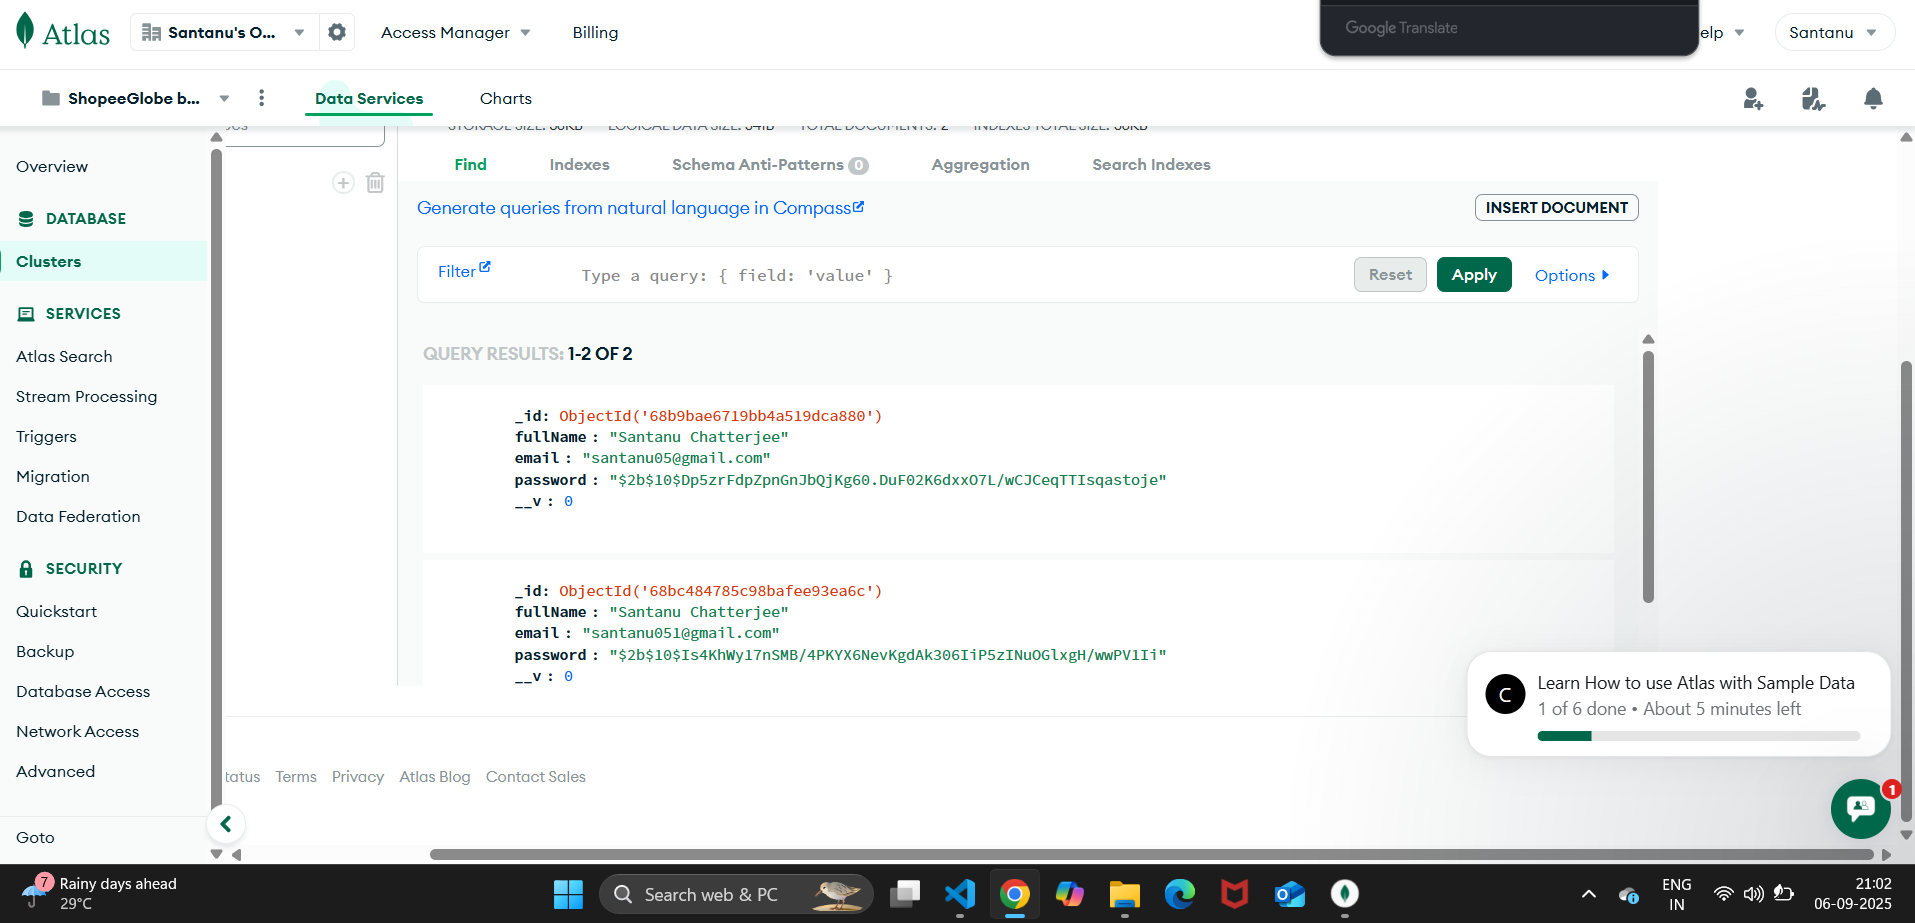 Atlas
Santanu's O...
Access Manager
Billing
Google Translate
elp
Santanu
ShopeeGlobe b...
Data Services
Charts
STORAGE SIZE: 36KB LOGICAL DATA SIZE: 341B TOTAL DOCUMENTS: 2 INDEXES TOTAL SIZE: 36KB
Overview
Find
Indexes
Schema Anti-Patterns 0
Aggregation
Search Indexes
DATABASE
Generate queries from natural language in Compass
INSERT DOCUMENT
Clusters
Filter
Type a query: { field: 'value' }
Reset
Apply
Options
SERVICES
QUERY RESULTS: 1-2 OF 2
Atlas Search
Stream Processing
Triggers
Migration
Data Federation
_id: ObjectId('68b9bae6719bb4a519dca880')
fullName : "Santanu Chatterjee"
email : "santanu05@gmail.com"
password : "$2b$10$Dp5zrFdpZpnGnJbQjKg60.DuF02K6dxxO7L/wCJCeqTTIsqastoje"
__v : 0
SECURITY
Quickstart
Backup
Database Access
Network Access
Advanced
_id: ObjectId('68bc484785c98bafee93ea6c')
fullName : "Santanu Chatterjee"
email : "santanu051@gmail.com"
password : "$2b$10$Is4KhWy17nSMB/4PKYX6NevKgdAk306IiP5zINuOGlxgH/wwPV1Ii"
__v : 0
C
Learn How to use Atlas with Sample Data
1 of 6 done • About 5 minutes left
tatus
Terms
Privacy
Atlas Blog
Contact Sales
1
Goto
7
Rainy days ahead
29°C
Search web & PC
ENG
IN
21:02
06-09-2025